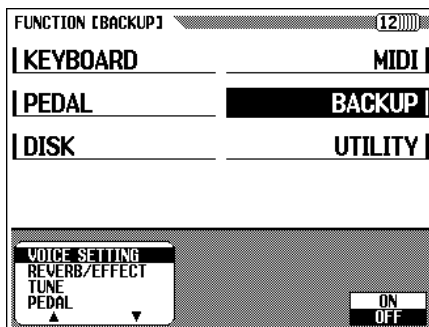 FUNCTION [BACKUP] 12
KEYBOARD MIDI
PEDAL BACKUP
DISK UTILITY
VOICE SETTING
REVERB/EFFECT
TUNE
PEDAL
▲ ▼
ON
OFF